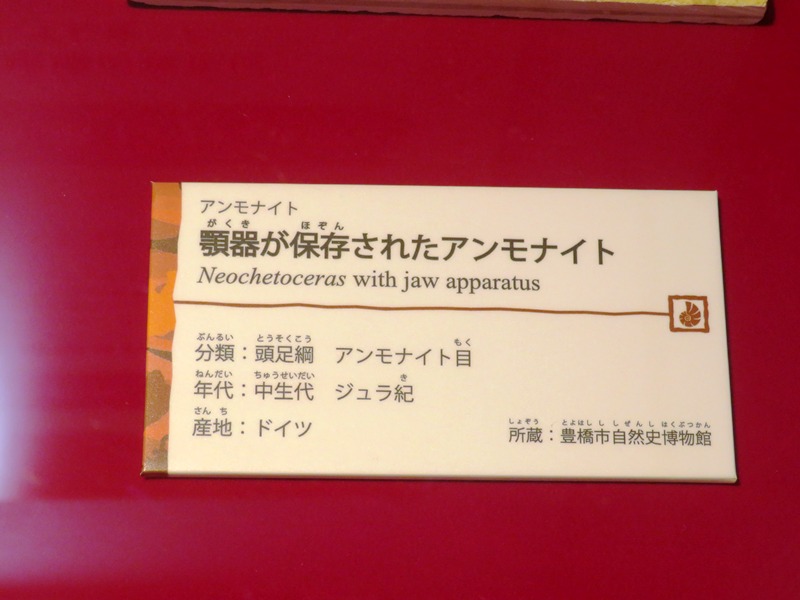 アンモナイト
がくき ほぞん
顎器が保存されたアンモナイト
Neochetoceras with jaw apparatus
ぶんるい とうそくこう もく
分類：頭足綱 アンモナイト目
ねんだい ちゅうせいだい き
年代：中生代 ジュラ紀
さんち
産地：ドイツ
しょぞう とよはし し しぜんし はくぶつかん
所蔵：豊橋市自然史博物館